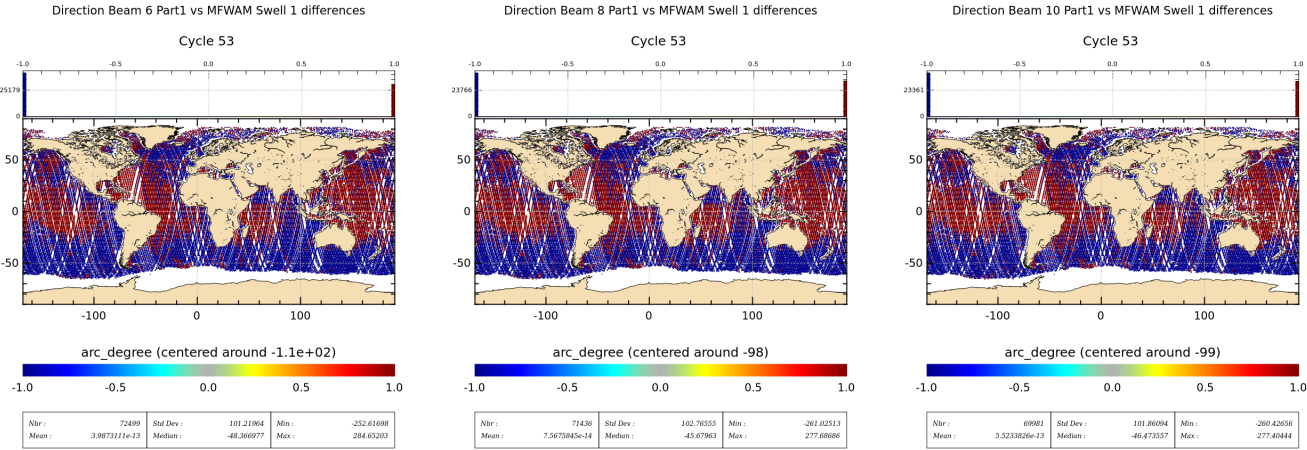 Direction Beam 6 Part1 vs MFWAM Swell 1 differences
Cycle 53
-1.0 -0.5 0.0 0.5 1.0
25179
0
50
0
-50
-100 0 100
arc_degree (centered around -1.1e+02)
-1.0 -0.5 0.0 0.5 1.0
Nbr : 72499 Std Dev : 101.21964 Min : -252.61698
Mean : 3.9873111e-13 Median : -48.366977 Max : 284.65203
Direction Beam 8 Part1 vs MFWAM Swell 1 differences
Cycle 53
-1.0 -0.5 0.0 0.5 1.0
23766
0
50
0
-50
-100 0 100
arc_degree (centered around -98)
-1.0 -0.5 0.0 0.5 1.0
Nbr : 71436 Std Dev : 102.76555 Min : -261.02513
Mean : 7.5675845e-14 Median : -45.67963 Max : 277.68686
Direction Beam 10 Part1 vs MFWAM Swell 1 differences
Cycle 53
-1.0 -0.5 0.0 0.5 1.0
23361
0
50
0
-50
-100 0 100
arc_degree (centered around -99)
-1.0 -0.5 0.0 0.5 1.0
Nbr : 69981 Std Dev : 101.86094 Min : -260.42656
Mean : 5.5233826e-13 Median : -46.473557 Max : 277.40444